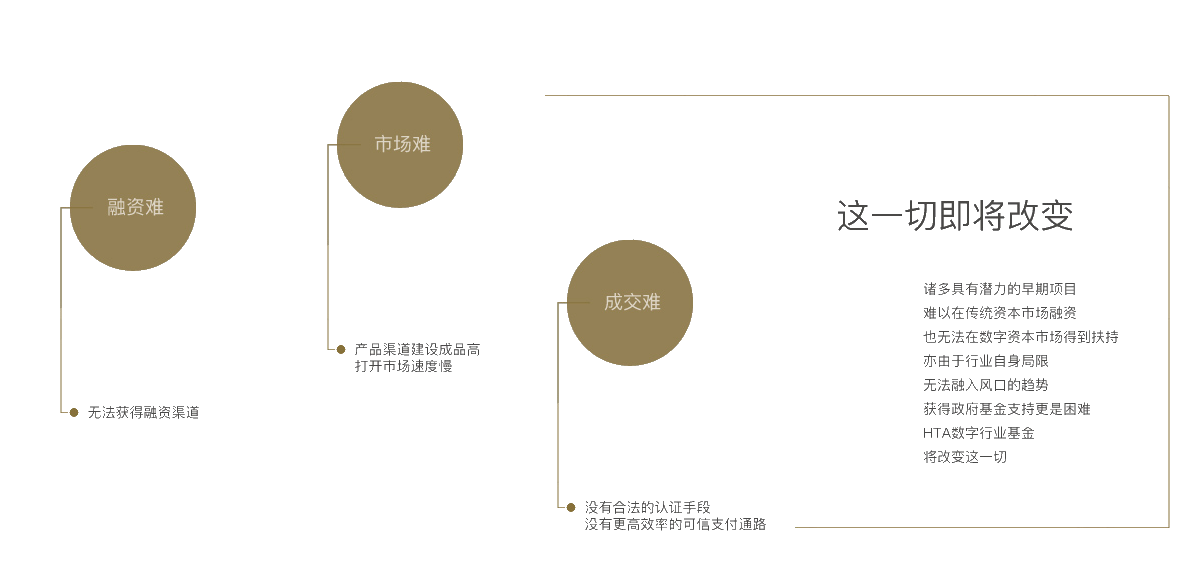 融资难
无法获得融资渠道
市场难
产品渠道建设成品高
打开市场速度慢
成交难
没有合法的认证手段
没有更高效率的可信支付通路
这一切即将改变
诸多具有潜力的早期项目
难以在传统资本市场融资
也无法在数字资本市场得到扶持
亦由于行业自身局限
无法融入风口的趋势
获得政府基金支持更是困难
HTA数字行业基金
将改变这一切